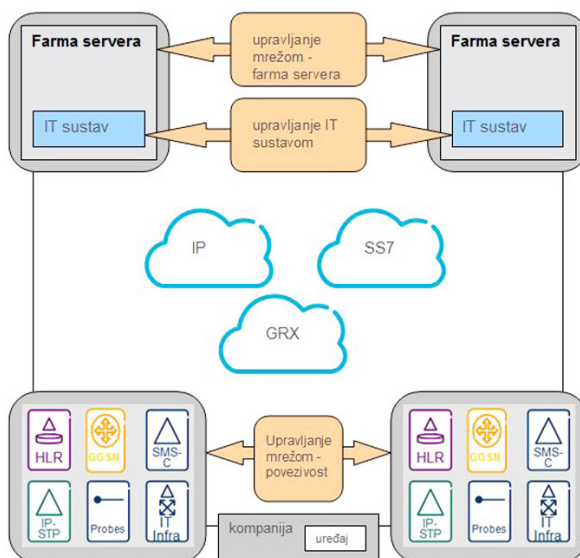 Farma servera
upravljanje
mrežom -
farma servera
Farma servera
IT sustav
upravljanje IT
sustavom
IT sustav
IP
SS7
GRX
HLR
GGSN
SMS-
C
IP-
STP
Probes
IT
Infra
Upravljanje
mrežom -
povezivost
HLR
GGSN
SMS-
C
IP-
STP
Probes
IT
Infra
kompanija
uređaj